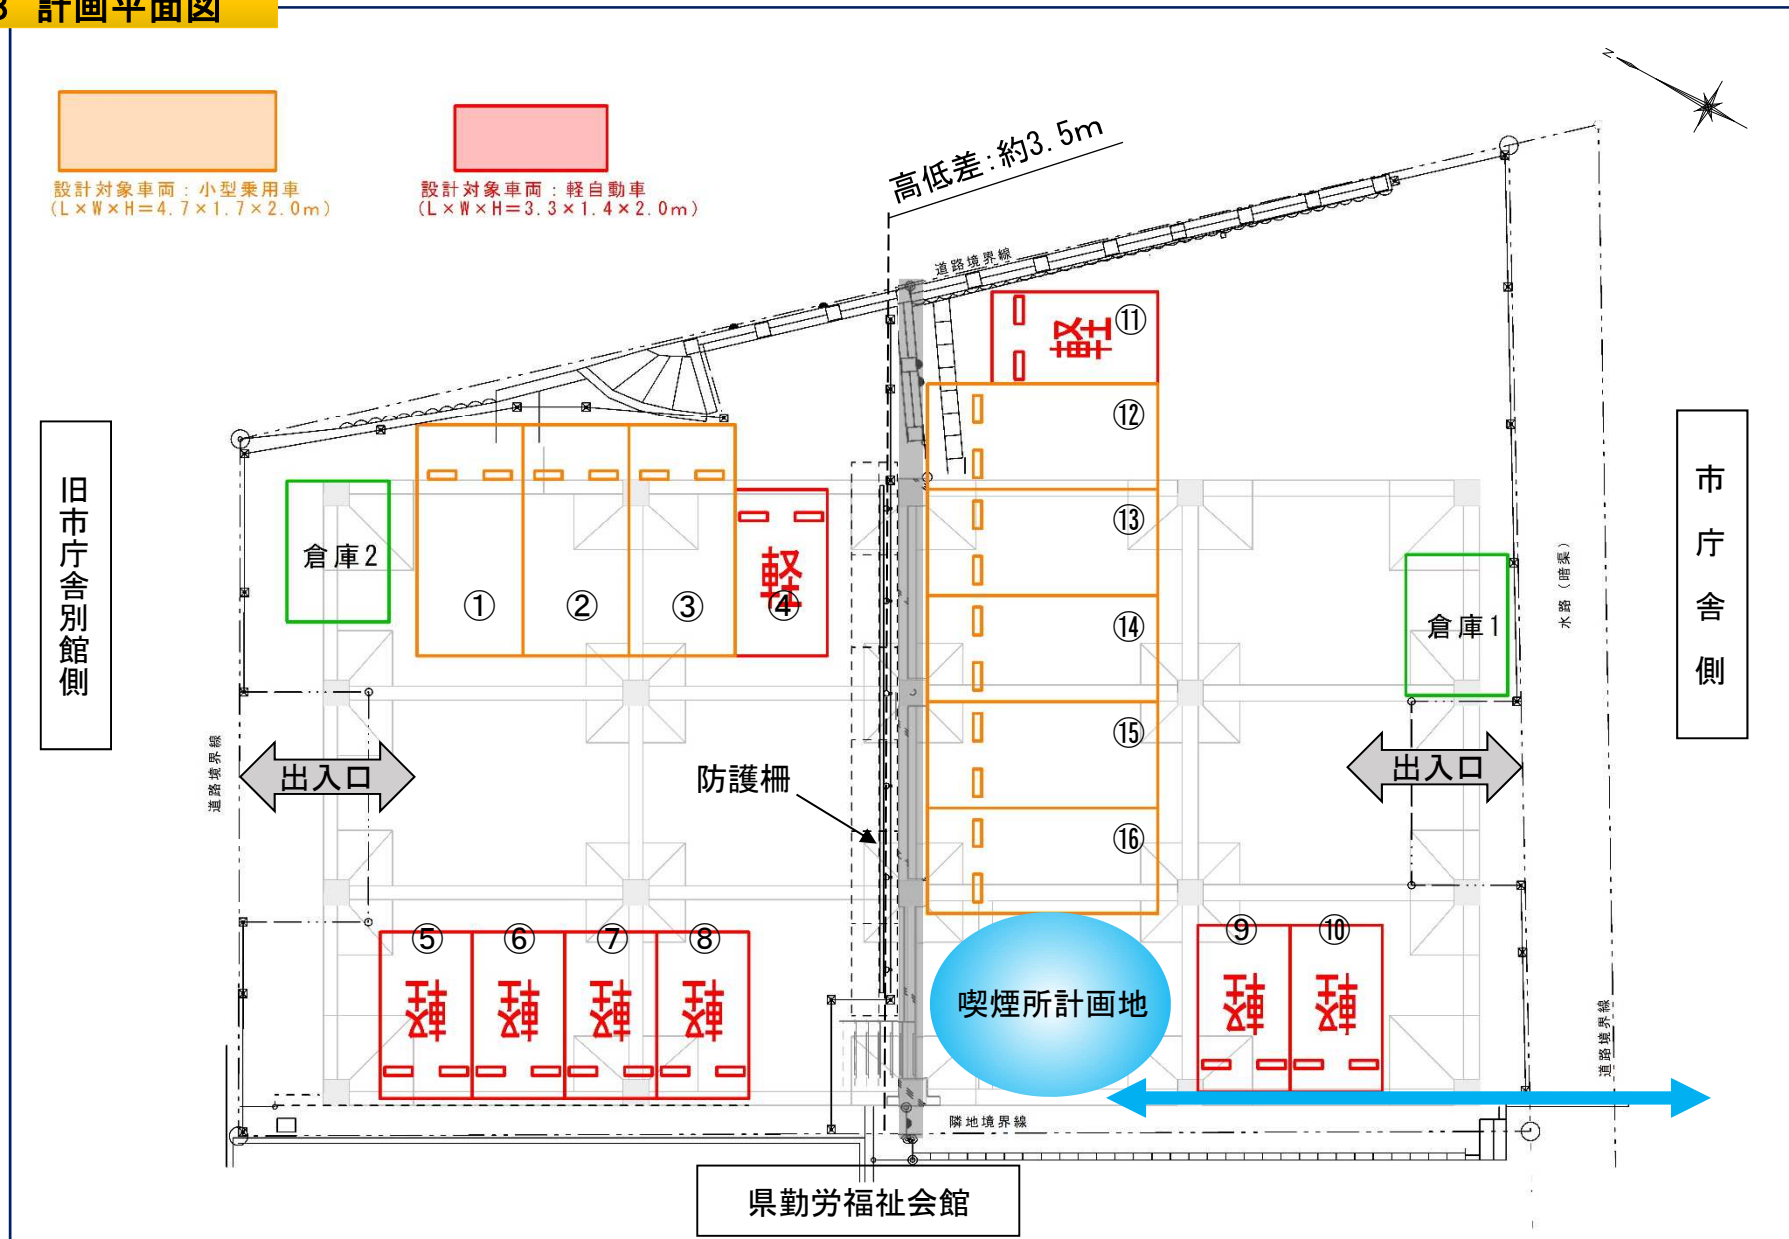 3 計画平面図
N
設計対象車両：小型乗用車
(L×W×H=4.7×1.7×2.0m)
設計対象車両：軽自動車
(L×W×H=3.3×1.4×2.0m)
高低差：約3.5m
道路境界線
旧市庁舎別館側
市庁舎側
倉庫2
①
②
③
軽
④
軽
⑪
⑫
⑬
⑭
⑮
⑯
倉庫1
水路（暗渠）
道路境界線
出入口
防護柵
出入口
⑤
⑥
⑦
⑧
軽
軽
軽
軽
喫煙所計画地
⑨
⑩
軽
軽
道路境界線
隣地境界線
県勤労福祉会館